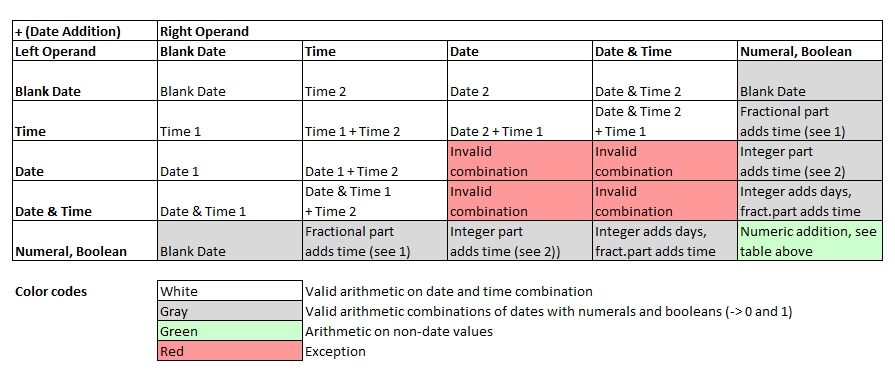 + (Date Addition) Right Operand
Left Operand Blank Date Time Date Date & Time Numeral, Boolean
Blank Date Blank Date Time 2 Date 2 Date & Time 2 Blank Date
Time Time 1 Time 1 + Time 2 Date 2 + Time 1 Date & Time 2
+ Time 1 Fractional part
adds time (see 1)
Date Date 1 Date 1 + Time 2 Invalid
combination Invalid
combination Integer part
adds time (see 2)
Date & Time Date & Time 1 Date & Time 1
+ Time 2 Invalid
combination Invalid
combination Integer adds days,
fract.part adds time
Numeral, Boolean Blank Date Fractional part
adds time (see 1) Integer part
adds time (see 2)) Integer adds days,
fract.part adds time Numeric addition, see
table above
Color codes White Valid arithmetic on date and time combination
Gray Valid arithmetic combinations of dates with numerals and booleans (-> 0 and 1)
Green Arithmetic on non-date values
Red Exception